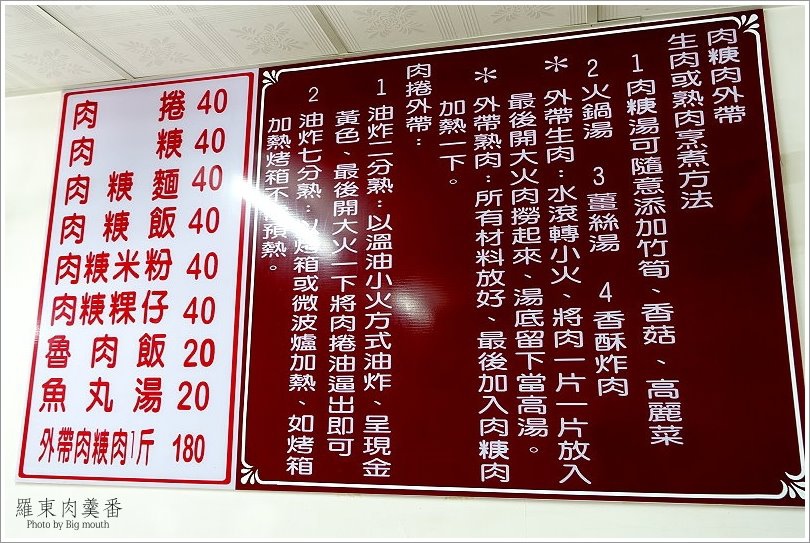 肉捲 40
肉糠 40
肉糠麵 40
肉糠飯 40
肉糠米粉 40
肉糠粿仔 40
魯肉飯 20
魚丸湯 20
外帶肉糠肉1斤 180
肉糠肉外帶
生肉或熟肉烹煮方法
1 肉糠湯可隨意添加竹筍、香菇、高麗菜
2 火鍋湯 3 薑絲湯 4 香酥炸肉
＊外帶生肉：水滾轉小火、將肉一片一片放入
最後開大火肉撈起來、湯底留下當高湯。
＊外帶熟肉：所有材料放好、最後加入肉糠肉
加熱一下。
肉捲外帶：
1 油炸二分熟：以溫油小火方式油炸、呈現金
黃色、最後開大火一下將肉捲油逼出即可
2 油炸七分熟：以烤箱或微波爐加熱、如烤箱
加熱烤箱不預熱。
羅東肉羹番
Photo by Big mouth